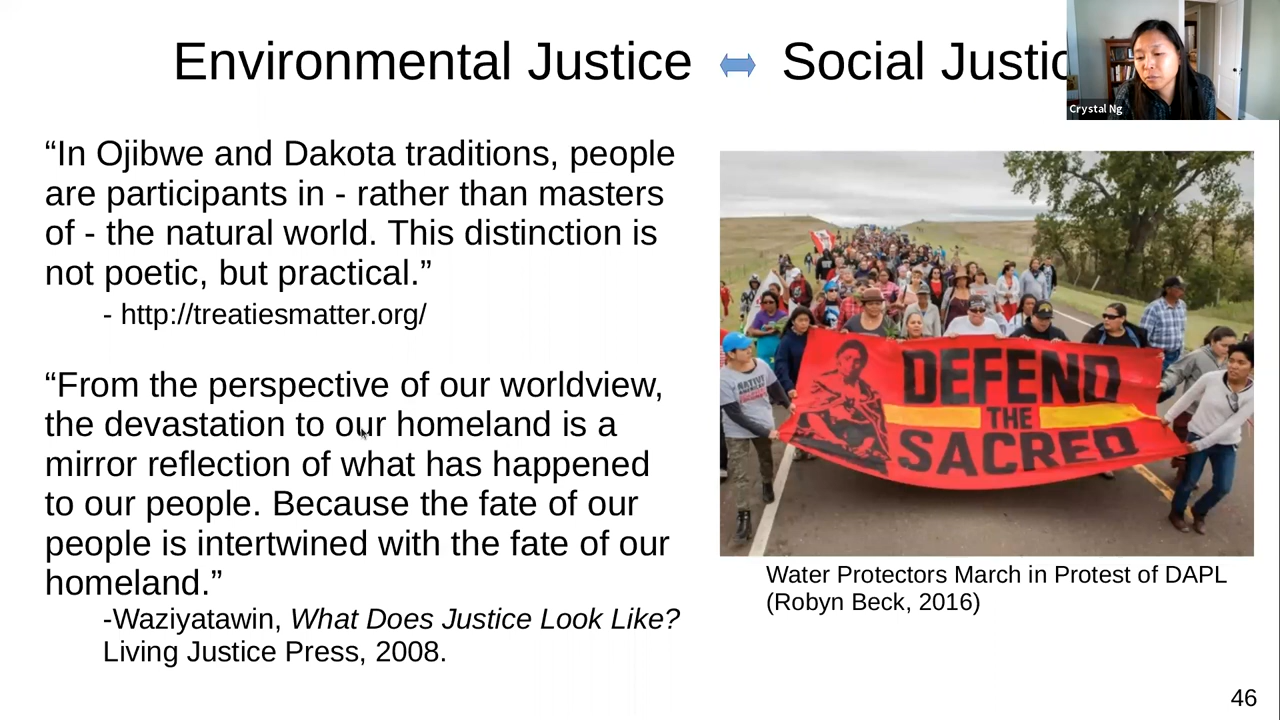 Environmental Justice Social Justic
Crystal Ng
“In Ojibwe and Dakota traditions, people
are participants in - rather than masters
of - the natural world. This distinction is
not poetic, but practical.”
- http://treatiesmatter.org/
“From the perspective of our worldview,
the devastation to our homeland is a
mirror reflection of what has happened
to our people. Because the fate of our
people is intertwined with the fate of our
homeland.”
-Waziyatawin, What Does Justice Look Like?
Living Justice Press, 2008.
NATIVE
DEFEND
THE
SACRED
Water Protectors March in Protest of DAPL
(Robyn Beck, 2016)
46